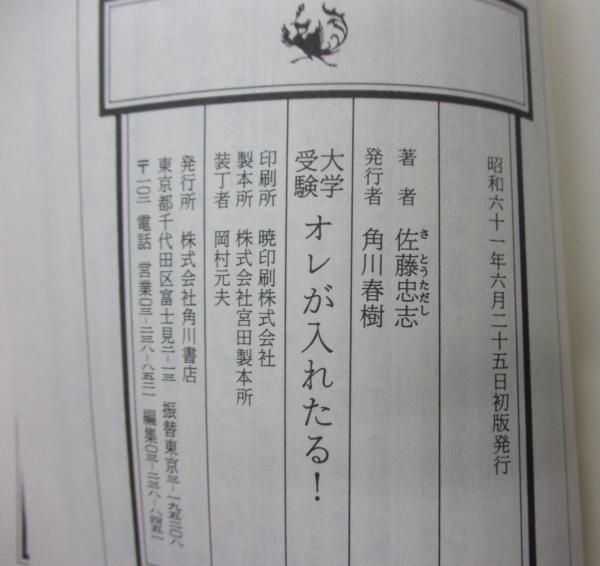 昭和六十一年六月二十五日初版発行
著者 佐藤忠志
さとうただし
発行者 角川春樹
大学受験 オレが入れたる!
印刷所 暁印刷株式会社
製本所 株式会社宮田製本所
装丁者 岡村元夫
発行所 株式会社角川書店
東京都千代田区富士見二-一三 振替東京三-一九五二〇八
〒一〇二 電話 営業〇三-二三八-八五二一 編集〇三-二三八-八四五一